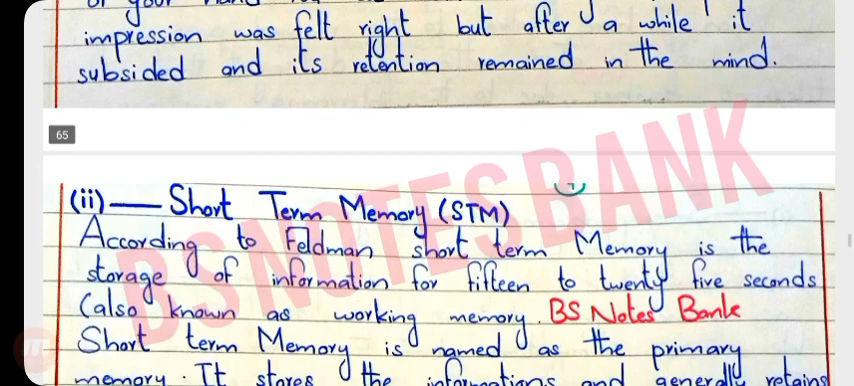 of your hand
impression was felt right but after a while it
subsided and its retention remained in the mind.
65
(ii) — Short Term Memory (STM)
According to Feldman short term Memory is the
storage of information for fifteen to twenty five seconds
(also known as working memory. BS Notes Bank
Short term Memory is named as the primary
memory. It stores the informations and generally retains
BSNOTESBANK